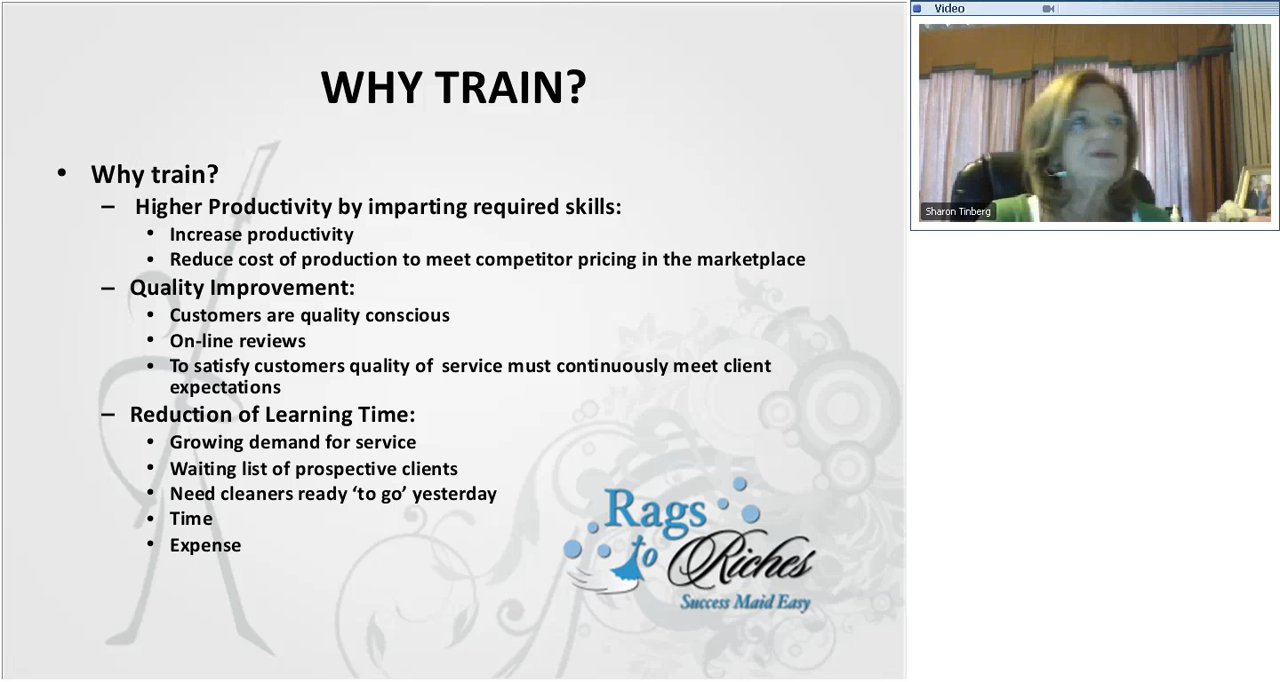 WHY TRAIN?
• Why train?
– Higher Productivity by imparting required skills:
• Increase productivity
• Reduce cost of production to meet competitor pricing in the marketplace
– Quality Improvement:
• Customers are quality conscious
• On-line reviews
• To satisfy customers quality of service must continuously meet client
expectations
– Reduction of Learning Time:
• Growing demand for service
• Waiting list of prospective clients
• Need cleaners ready ‘to go’ yesterday
• Time
• Expense
Rags
to Riches
Success Maid Easy
Video
Sharon Tinberg